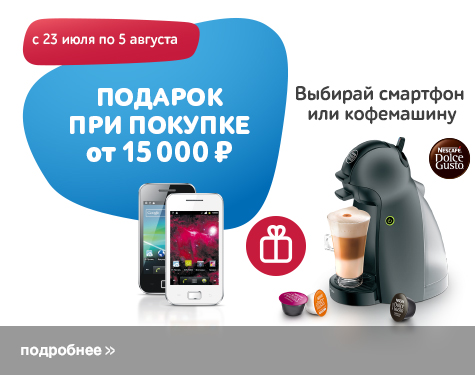 с 23 июля по 5 августа
ПОДАРОК
ПРИ ПОКУПКЕ
от 15 000 ₽
Выбирай смартфон
или кофемашину
NESCAFÉ
Dolce
Gusto
подробнее »